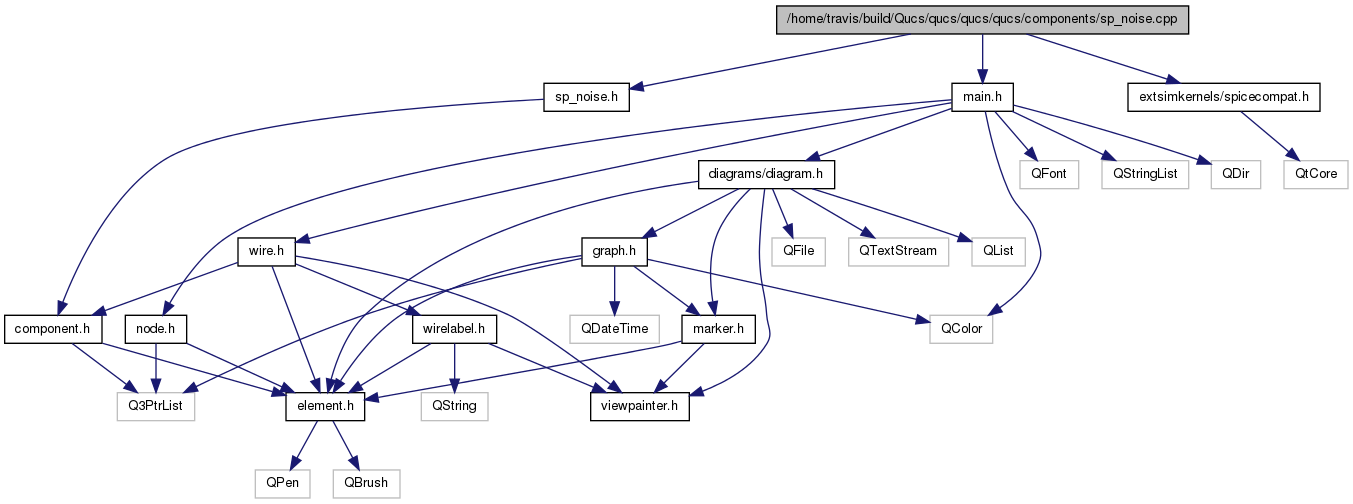 /home/travis/build/Qucs/qucs/qucs/qucs/components/sp_noise.cpp
sp_noise.h
main.h
extsimkernels/spicecompat.h
diagrams/diagram.h
QFont
QStringList
QDir
QtCore
wire.h
graph.h
QFile
QTextStream
QList
component.h
node.h
wirelabel.h
QDateTime
marker.h
QColor
Q3PtrList
element.h
QString
viewpainter.h
QPen
QBrush